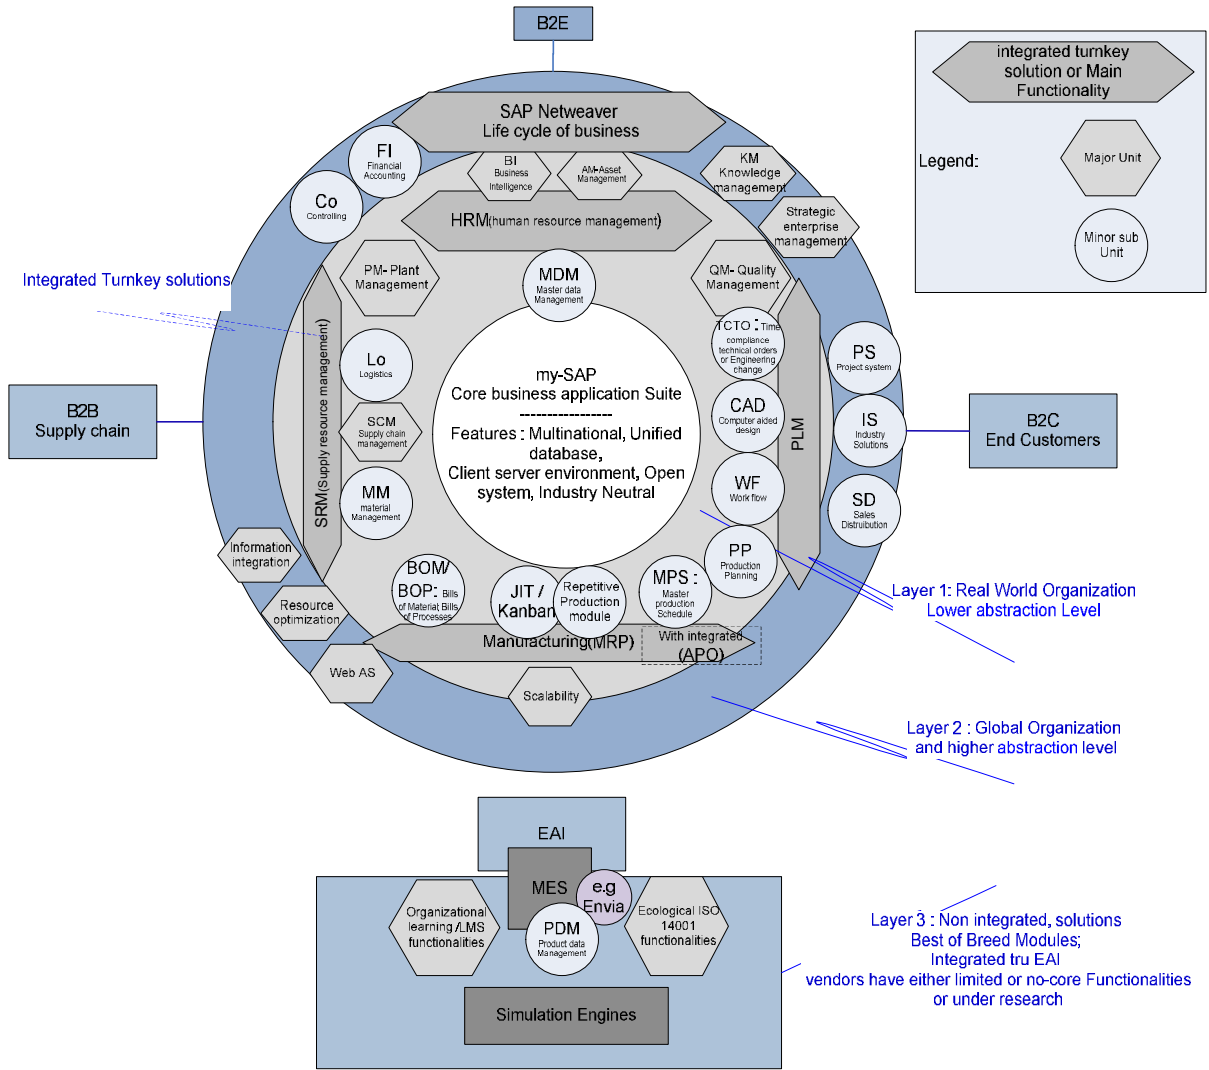 B2E
integrated turnkey
solution or Main
Functionality
Legend:
Major Unit
Minor sub
Unit
SAP Netweaver
Life cycle of business
FI
Financial
Accounting
Co
Controlling
BI
Business
Intelligence
AM-Asset
Management
KM
Knowledge
management
Strategic
enterprise
management
HRM(human resource management)
PM- Plant
Management
MDM
Master data
Management
QM- Quality
Management
Integrated Turnkey solutions
SRM(Supply resource management)
Lo
Logistics
SCM
Supply chain
management
MM
material
Management
my-SAP
Core business application Suite
-----------------
Features : Multinational, Unified
database,
Client server environment, Open
system, Industry Neutral
TCTO : Time
compliance
technical orders
or Engineering
change
CAD
Computer aided
design
WF
Work flow
PP
Production
Planning
PLM
PS
Project system
IS
Industry
Solutions
SD
Sales
Distruibution
B2B
Supply chain
B2C
End Customers
Information
integration
Resource
optimization
Web AS
BOM/
BOP: Bills
of Material; Bills
of Processes
JIT /
Kanban
Repetitive
Production
module
MPS :
Master
production
Schedule
Manufacturing(MRP)
With integrated
(APO)
Scalability
Layer 1: Real World Organization
Lower abstraction Level
Layer 2 : Global Organization
and higher abstraction level
EAI
MES
e.g
Envia
PDM
Product data
Management
Organizational
learning /LMS
functionalities
Ecological ISO
14001
functionalities
Simulation Engines
Layer 3 : Non integrated, solutions
Best of Breed Modules;
Integrated tru EAI
vendors have either limited or no-core Functionalities
or under research